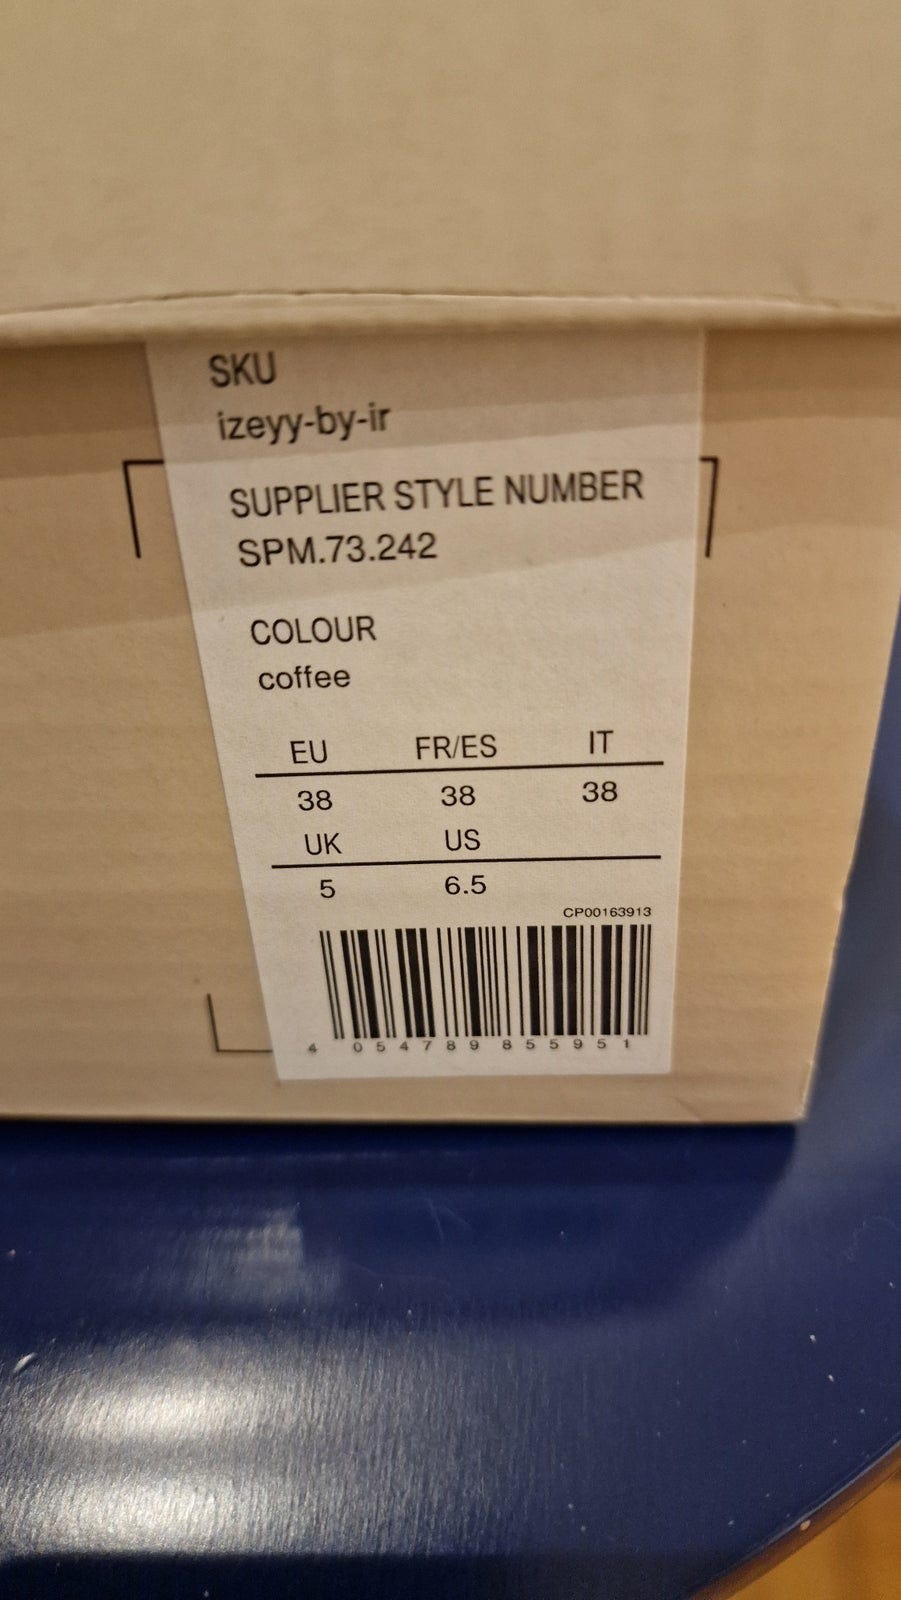 SKU
izeyy-by-ir
SUPPLIER STYLE NUMBER
SPM.73.242
COLOUR
coffee
EU FR/ES IT
38 38 38
UK US
5 6.5
CP00163913
4 054789 855951